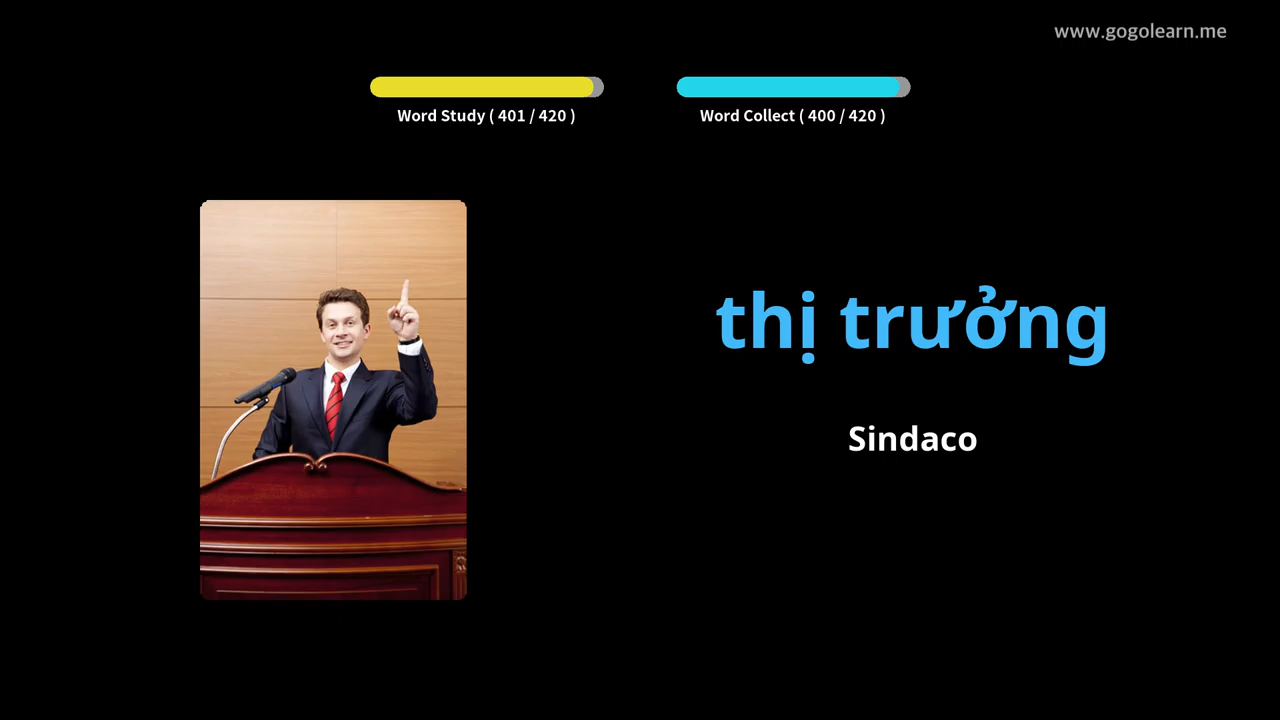 www.gogolearn.me
Word Study ( 401 / 420 )
Word Collect ( 400 / 420 )
thị trưởng
Sindaco